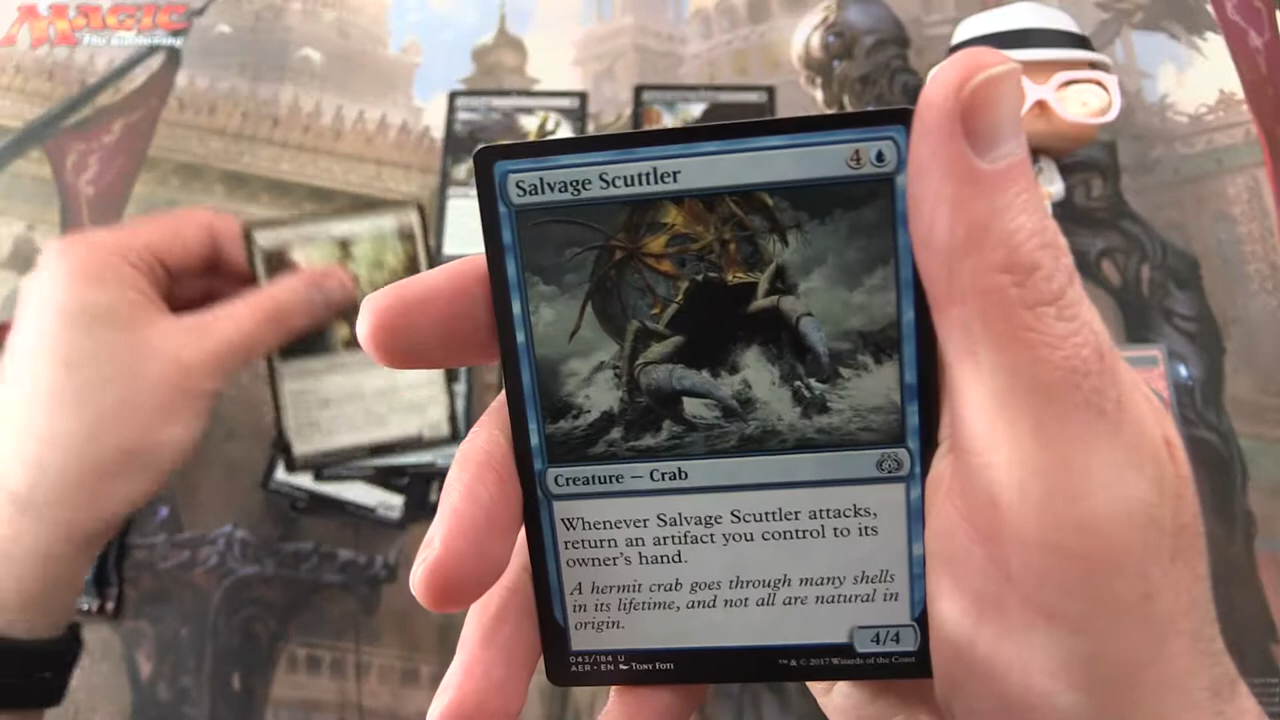 MAGIC
The Gathering
Salvage Scuttler
4
Creature — Crab
Whenever Salvage Scuttler attacks,
return an artifact you control to its
owner's hand.
A hermit crab goes through many shells
in its lifetime, and not all are natural in
origin.
4/4
043/184 U
AER • EN Tony Foti
™ & © 2017 Wizards of the Coast